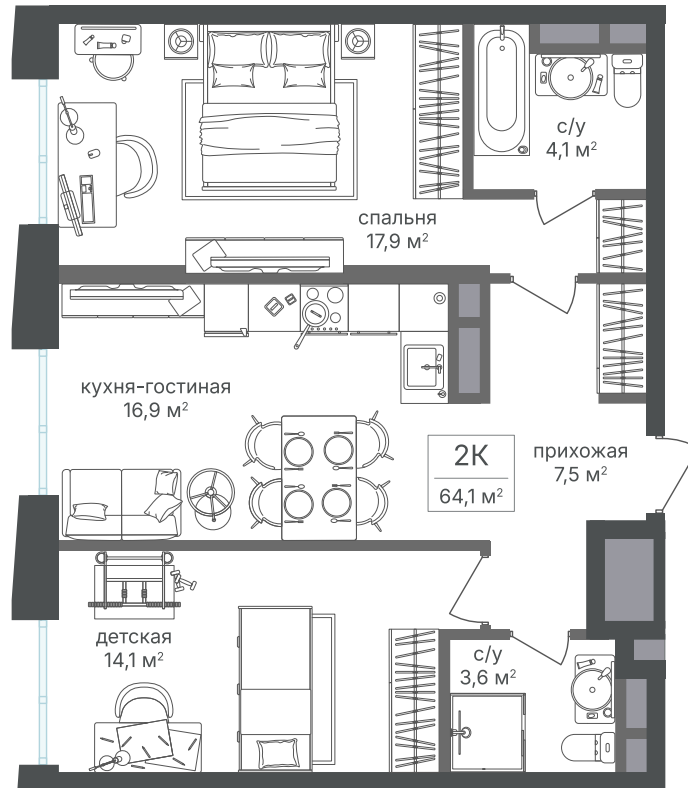 с/у
4,1 м²
спальня
17,9 м²
кухня-гостиная
16,9 м²
2К
64,1 м²
прихожая
7,5 м²
детская
14,1 м²
с/у
3,6 м²